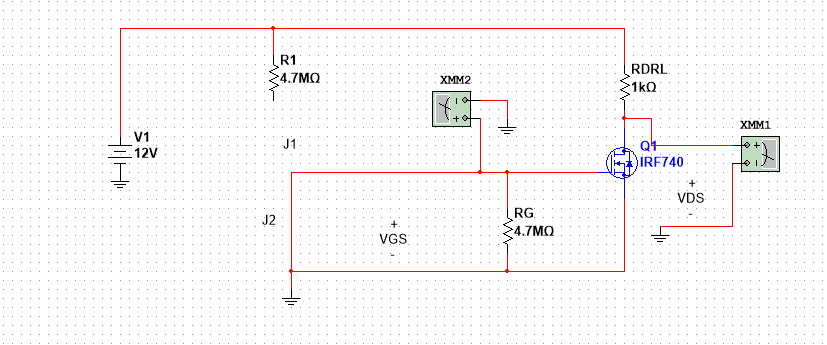 R1
4.7MΩ
XMM2
RDRL
1kΩ
V1
12V
J1
Q1
IRF740
XMM1
J2
+
VGS
-
RG
4.7MΩ
+
VDS
-